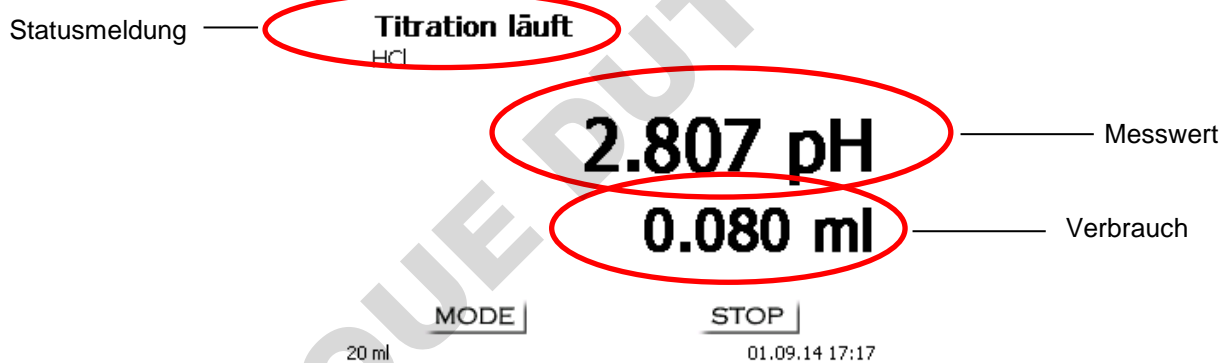 Statusmeldung
Titration läuft
HCl
2.807 pH
Messwert
0.080 ml
Verbrauch
MODE
STOP
20 ml
01.09.14 17:17